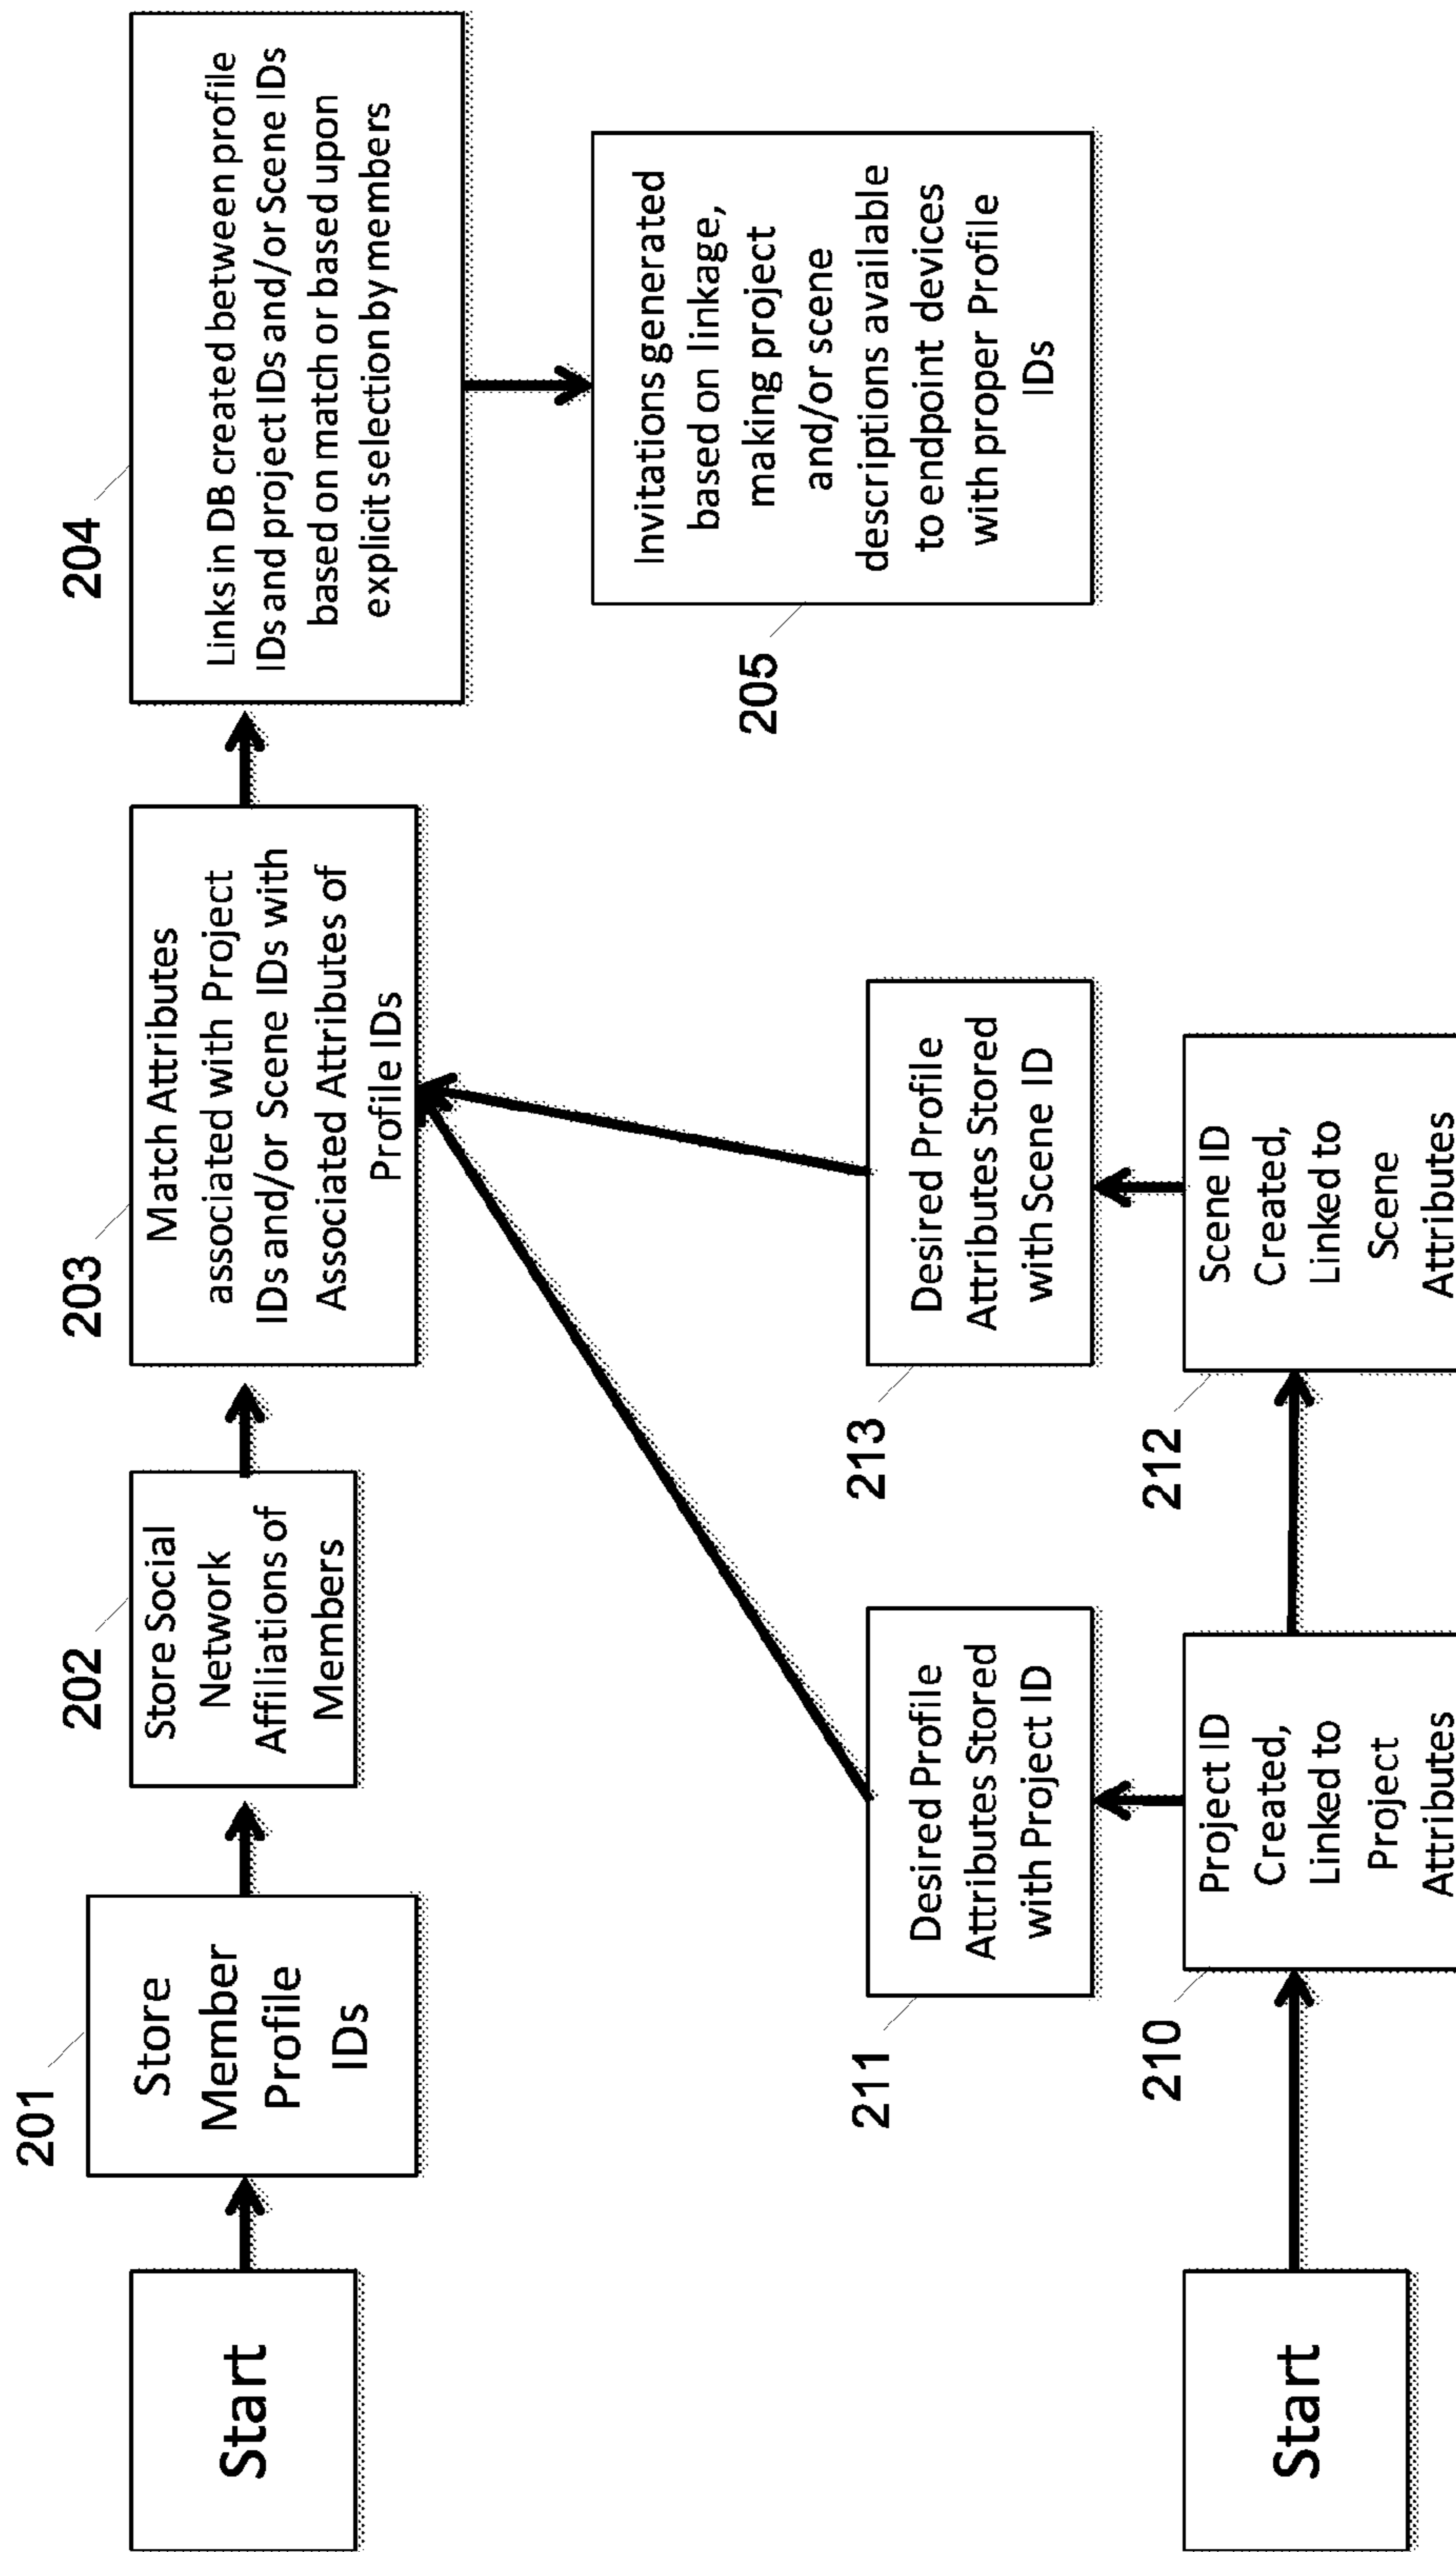 Start
201
Store
Member
Profile
IDs
202
Store Social
Network
Affiliations of
Members
203
Match Attributes
associated with Project
IDs and/or Scene IDs with
Associated Attributes of
Profile IDs
204
Links in DB created between profile
IDs and project IDs and/or Scene IDs
based on match or based upon
explicit selection by members
205
Invitations generated
based on linkage,
making project
and/or scene
descriptions available
to endpoint devices
with proper Profile
IDs
211
Desired Profile
Attributes Stored
with Project ID
213
Desired Profile
Attributes Stored
with Scene ID
Start
210
Project ID
Created,
Linked to
Project
Attributes
212
Scene ID
Created,
Linked to
Scene
Attributes